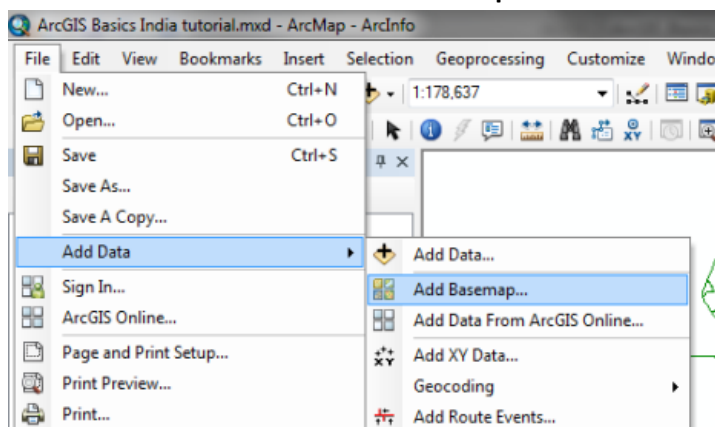 ArcGIS Basics India tutorial.mxd - ArcMap - ArcInfo
File Edit View Bookmarks Insert Selection Geoprocessing Customize Windo
New... Ctrl+N
1:178,637
Open... Ctrl+O
Save Ctrl+S
Save As...
Save A Copy...
Add Data
Add Data...
Sign In...
Add Basemap...
ArcGIS Online...
Add Data From ArcGIS Online...
Page and Print Setup...
Add XY Data...
Print Preview...
Geocoding
Print...
Add Route Events...